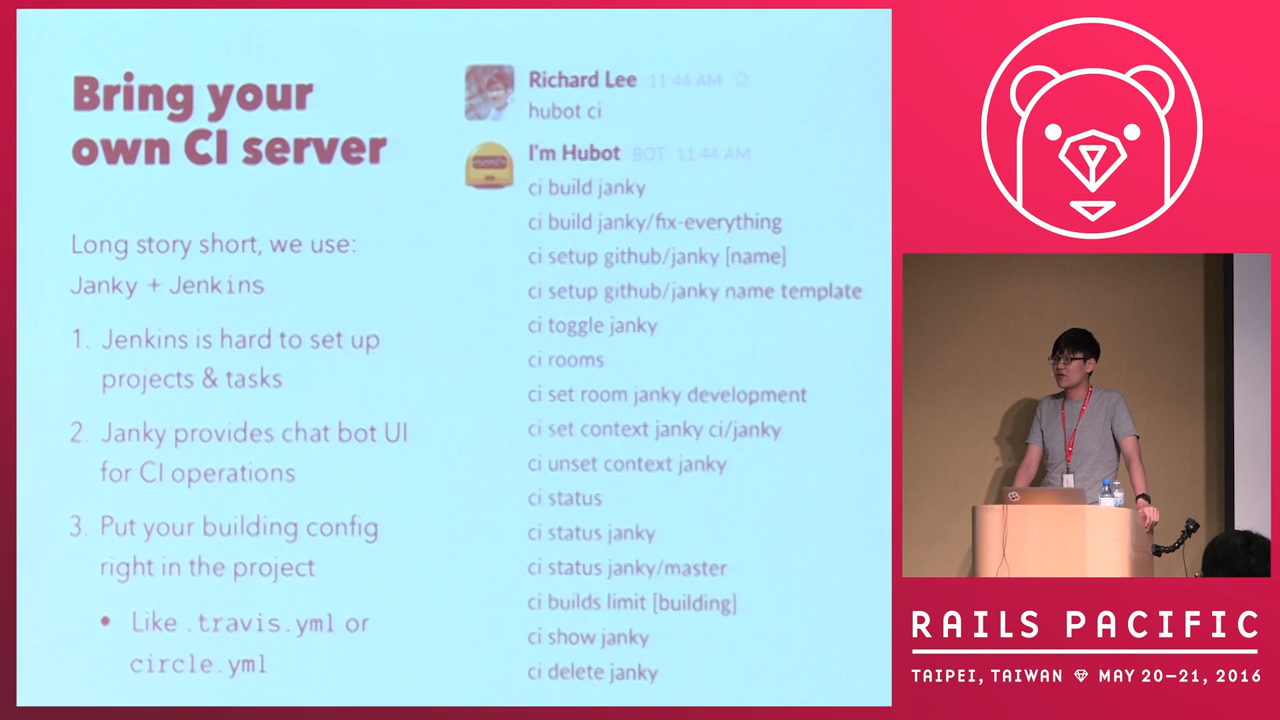 Bring your
own CI server
Long story short, we use:
Janky + Jenkins
1. Jenkins is hard to set up
projects & tasks
2. Janky provides chat bot UI
for CI operations
3. Put your building config
right in the project
• Like .travis.yml or
circle.yml
Richard Lee 11:44 AM
hubot ci
I'm Hubot BOT 11:44 AM
ci build janky
ci build janky/fix-everything
ci setup github/janky [name]
ci setup github/janky name template
ci toggle janky
ci rooms
ci set room janky development
ci set context janky ci/janky
ci unset context janky
ci status
ci status janky
ci status janky/master
ci builds limit [building]
ci show janky
ci delete janky
RAILS PACIFIC
TAIPEI, TAIWAN MAY 20–21, 2016